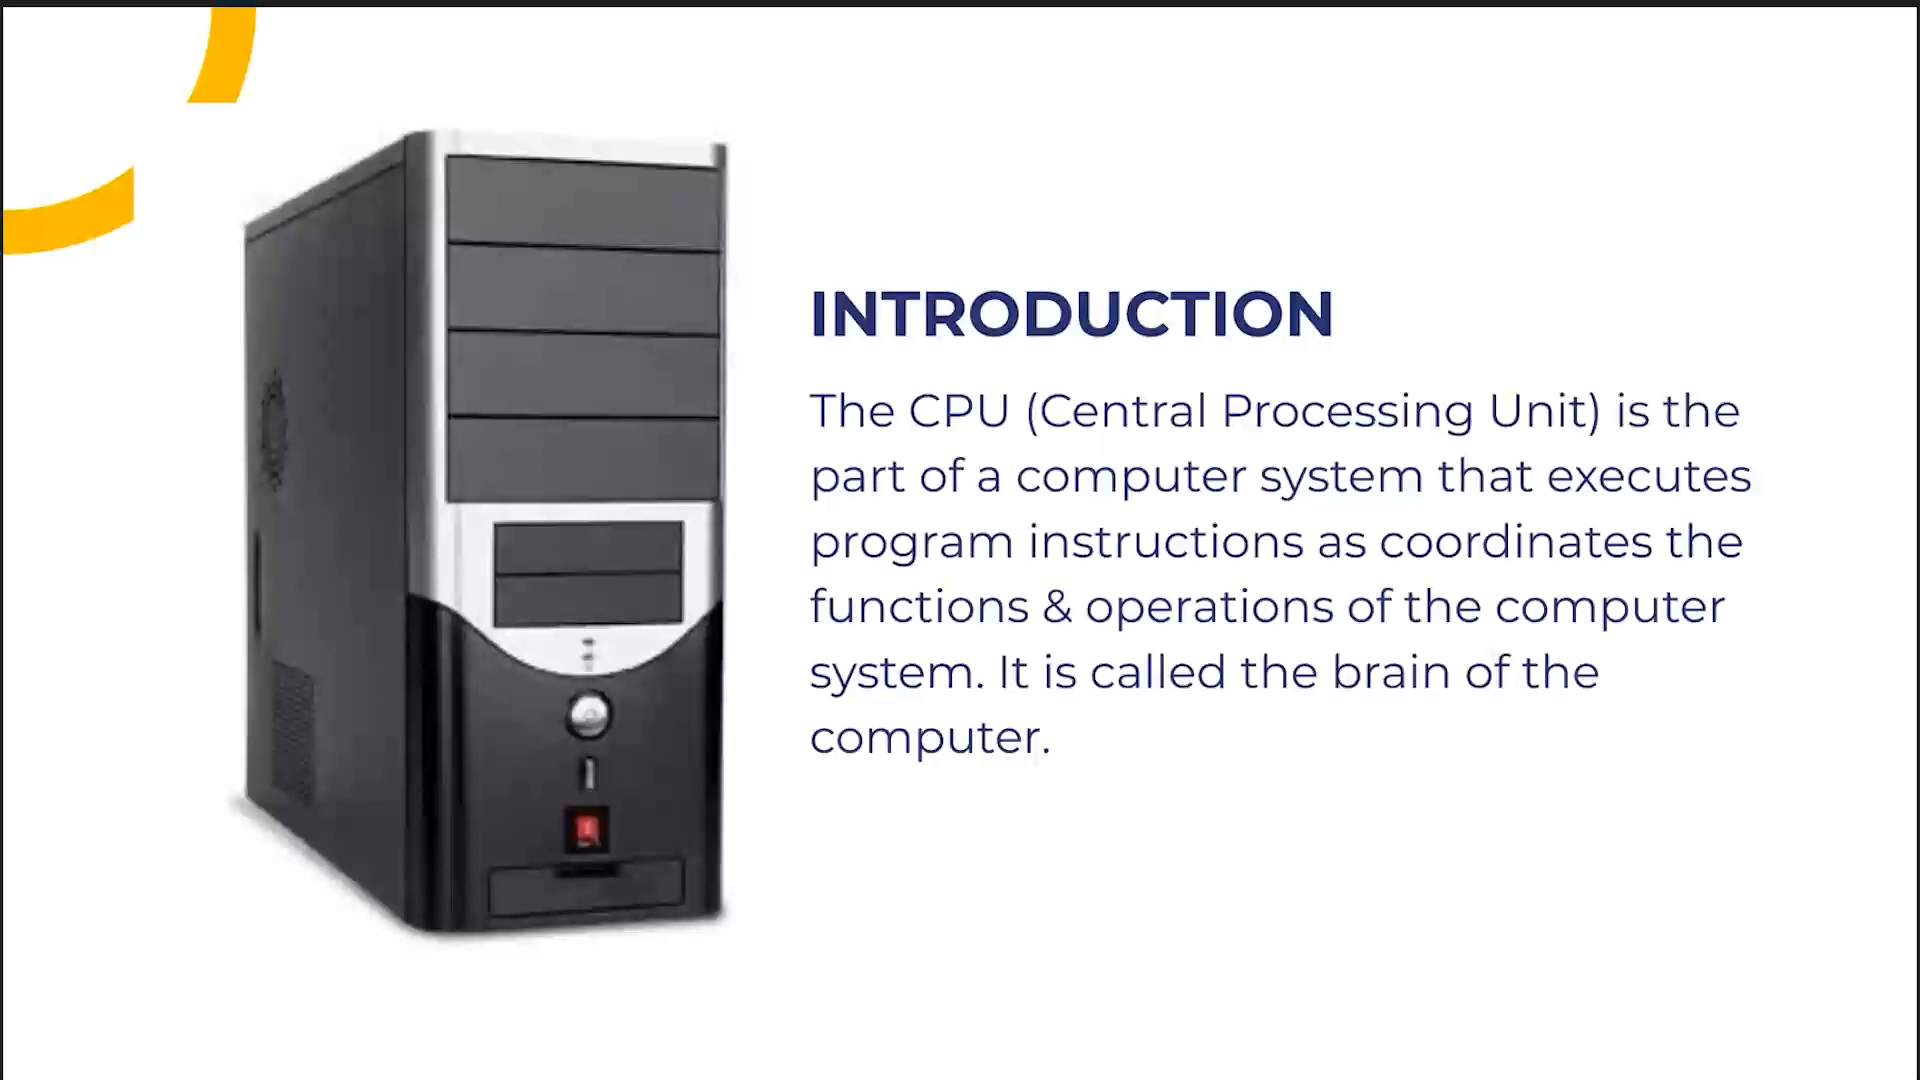 INTRODUCTION
The CPU (Central Processing Unit) is the
part of a computer system that executes
program instructions as coordinates the
functions & operations of the computer
system. It is called the brain of the
computer.